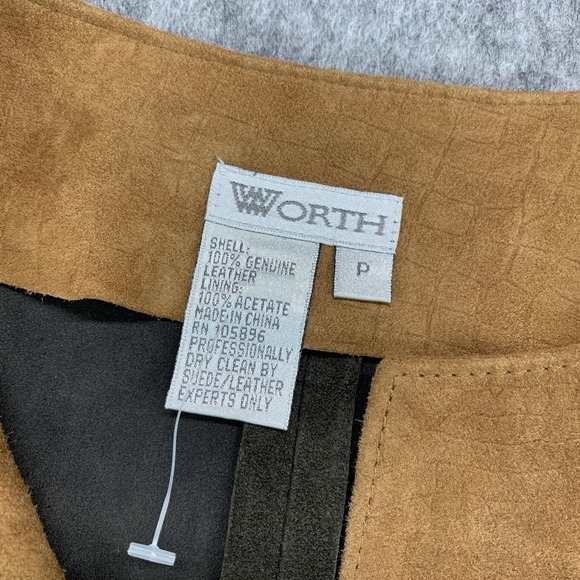 WORTH
P
SHELL:
100% GENUINE
LEATHER
LINING:
100% ACETATE
MADE IN CHINA
RN 105896
PROFESSIONALLY
DRY CLEAN BY
SUEDE/LEATHER
EXPERTS ONLY